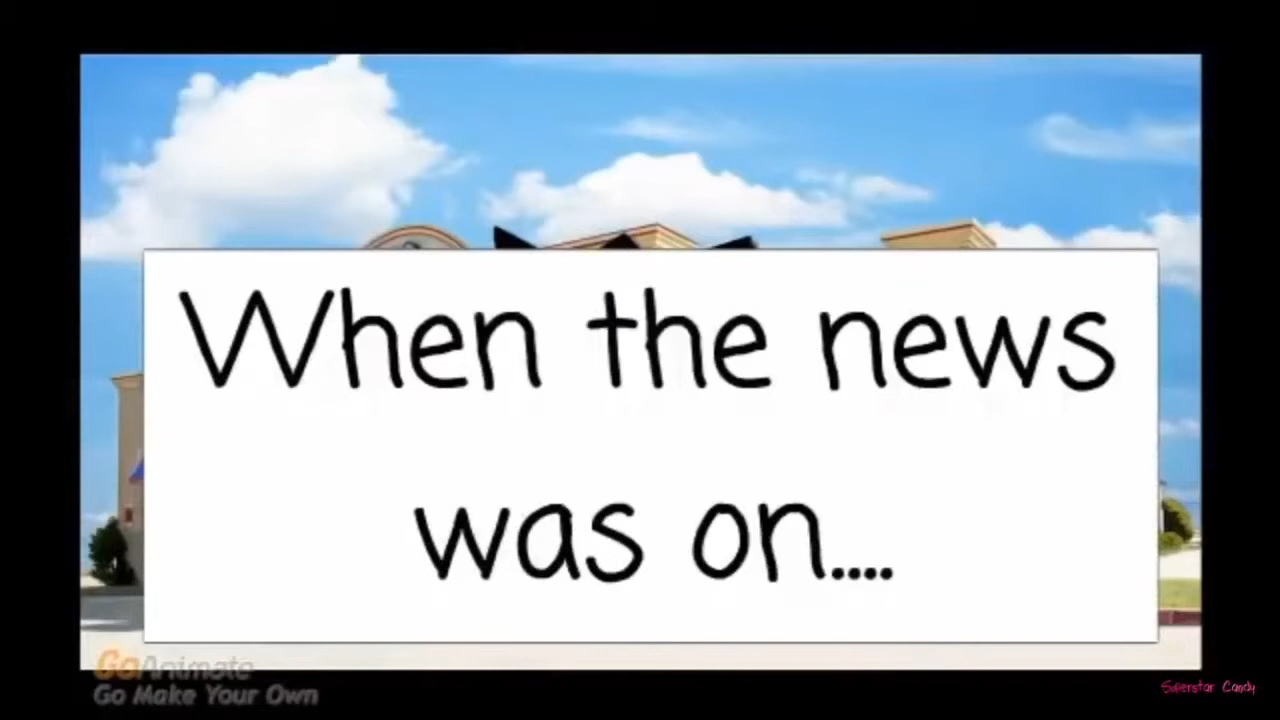 When the news
was on....
GoAnimate
Go Make Your Own
Superstar Candy